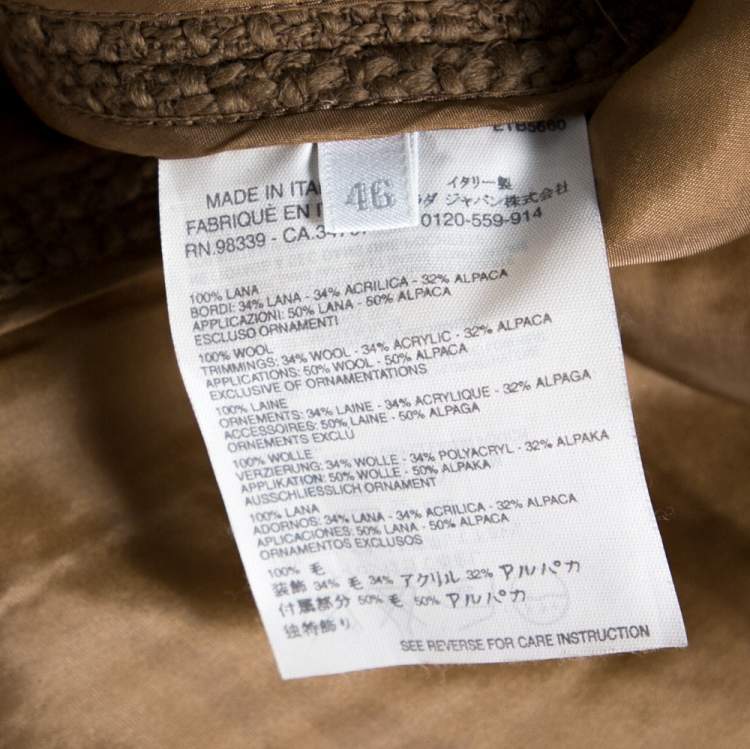 MADE IN ITA
46
イタリー製
FABRIQUÉ EN I
ダ ジャパン株式会社
RN.98339 - CA.
0120-559-914
100% LANA
BORDI: 34% LANA - 34% ACRILICA - 32% ALPACA
APPLICAZIONI: 50% LANA - 50% ALPACA
ESCLUSO ORNAMENTI
100% WOOL
TRIMMINGS: 34% WOOL - 34% ACRYLIC - 32% ALPACA
APPLICATIONS: 50% WOOL - 50% ALPACA
EXCLUSIVE OF ORNAMENTATIONS
100% LAINE
ORNEMENTS: 34% LAINE - 34% ACRYLIQUE - 32% ALPAGA
ACCESSOIRES: 50% LAINE - 50% ALPAGA
ORNEMENTS EXCLU
100% WOLLE
VERZIERUNG: 34% WOLLE - 34% POLYACRYL - 32% ALPAKA
APPLIKATION: 50% WOLLE - 50% ALPAKA
AUSSCHLIESSLICH ORNAMENT
100% LANA
ADORNOS: 34% LANA - 34% ACRILICA - 32% ALPACA
APLICACIONES: 50% LANA - 50% ALPACA
ORNAMENTOS EXCLUSOS
100% 毛
装飾 34% 毛 34% アクリル 32% アルパカ
付属部分 50% 毛 50% アルパカ
独特飾り
SEE REVERSE FOR CARE INSTRUCTION